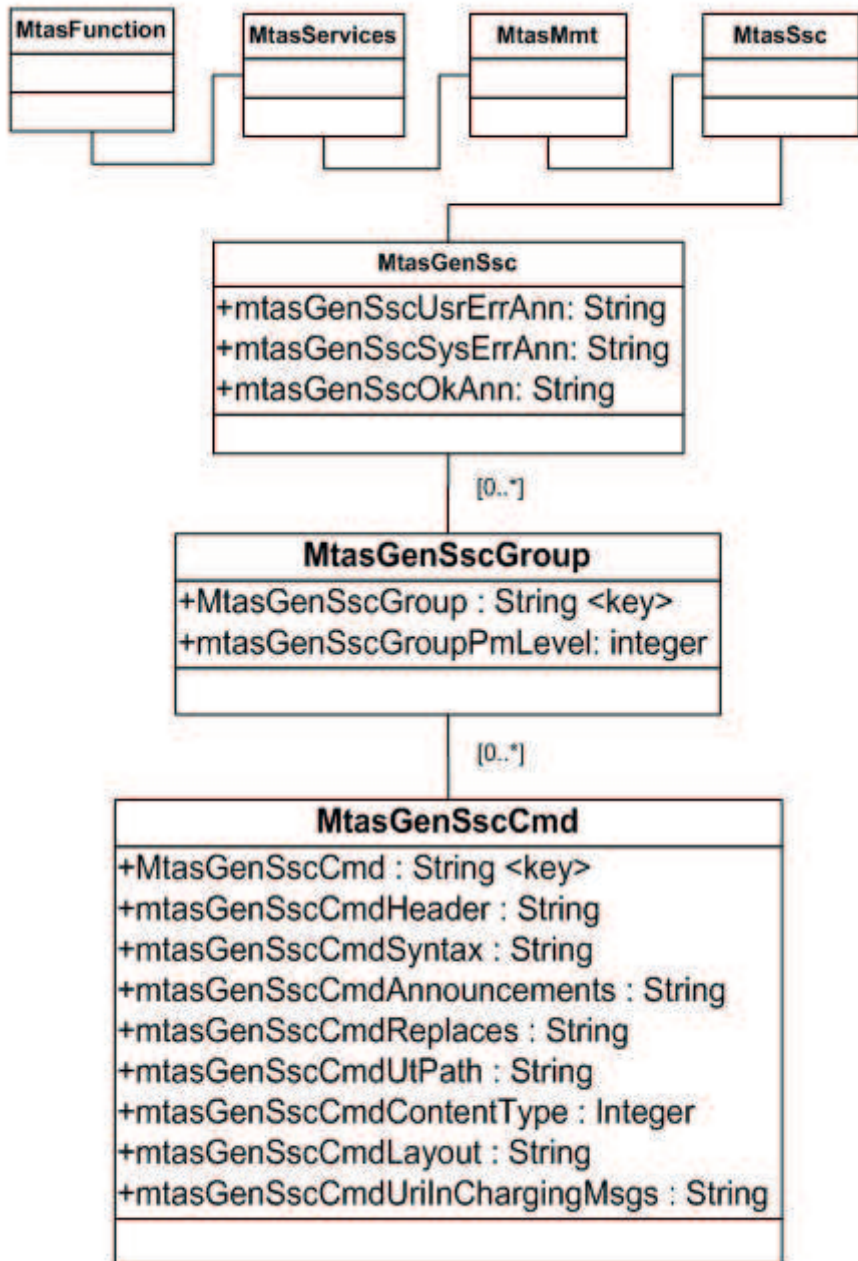 MtasFunction
MtasServices
MtasMmt
MtasSsc
MtasGenSsc
+mtasGenSscUsrErrAnn: String
+mtasGenSscSysErrAnn: String
+mtasGenSscOkAnn: String
[0..*]
MtasGenSscGroup
+MtasGenSscGroup : String <key>
+mtasGenSscGroupPmLevel: integer
[0..*]
MtasGenSscCmd
+MtasGenSscCmd : String <key>
+mtasGenSscCmdHeader : String
+mtasGenSscCmdSyntax : String
+mtasGenSscCmdAnnouncements : String
+mtasGenSscCmdReplaces : String
+mtasGenSscCmdUtPath : String
+mtasGenSscCmdContentType : Integer
+mtasGenSscCmdLayout : String
+mtasGenSscCmdUriInChargingMsgs : String